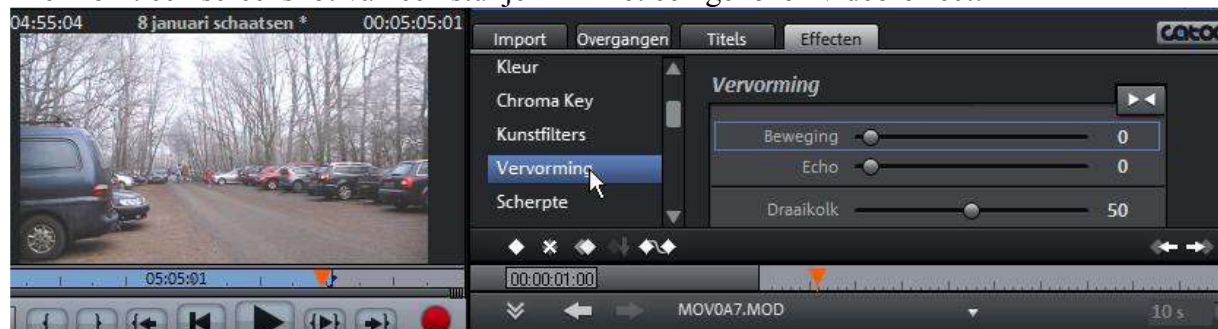 04:55:04 8 januari schaatsen * 00:05:05:01
Import Overgangen Titels Effecten
Kleur
Chroma Key
Kunstfilters
Vervorming
Scherpte
Vervorming
Beweging 0
Echo 0
Draaikolk 50
05:05:01
00:00:01:00
MOV0A7.MOD
10 s